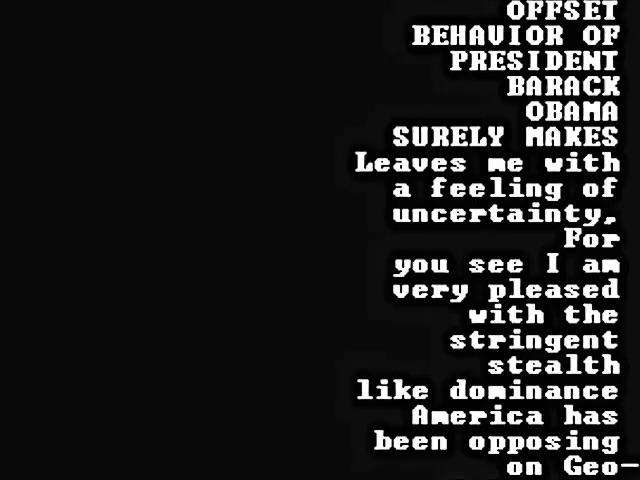 OFFSET
BEHAVIOR OF
PRESIDENT
BARACK
OBAMA
SURELY MAKES
Leaves me with
a feeling of
uncertainty.
For
you see I am
very pleased
with the
stringent
stealth
like dominance
America has
been opposing
on Geo-